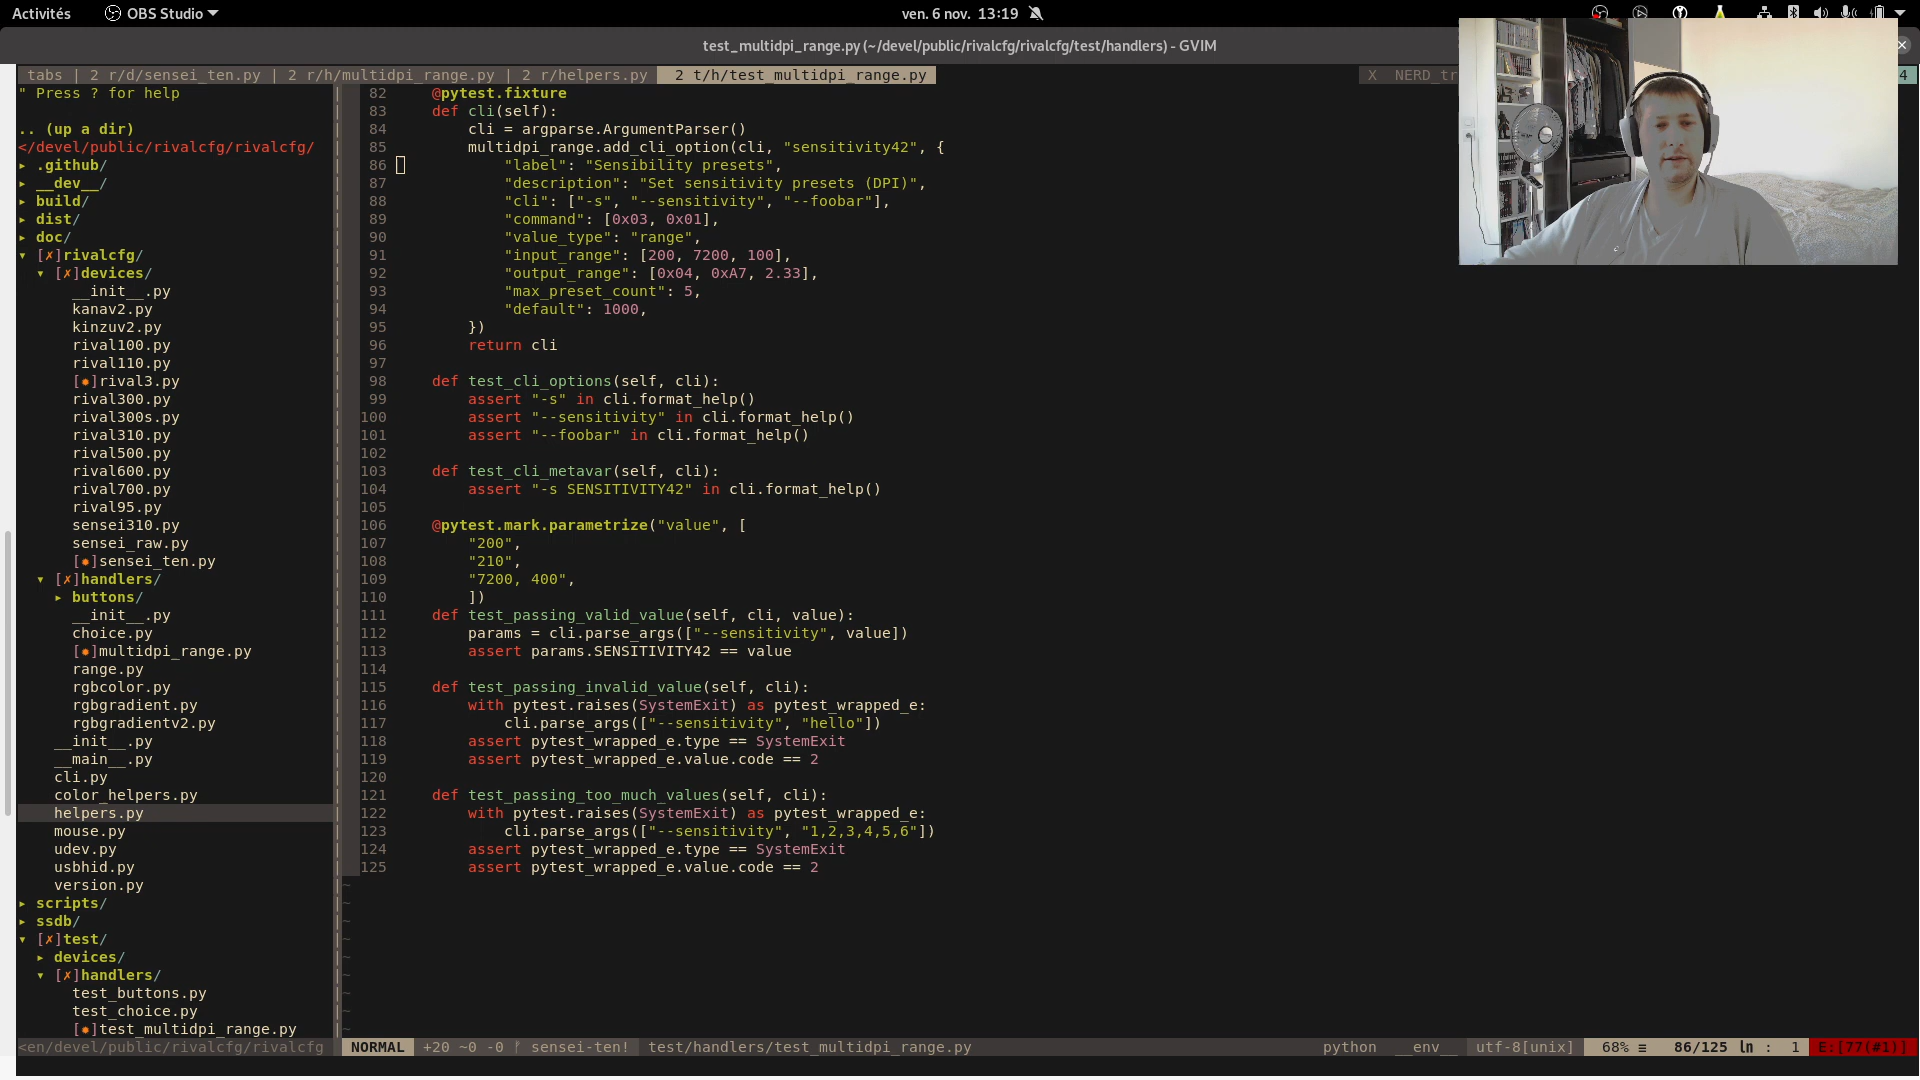 Activités
OBS Studio
ven. 6 nov. 13:19
test_multidpi_range.py (~/devel/public/rivalcfg/rivalcfg/test/handlers) - GVIM
tabs | 2 r/d/sensei_ten.py | 2 r/h/multidpi_range.py | 2 r/helpers.py
2 t/h/test_multidpi_range.py
X NERD_tr
4
" Press ? for help
.. (up a dir)
</devel/public/rivalcfg/rivalcfg/
▸ .github/
▸ __dev__/
▸ build/
▸ dist/
▸ doc/
▾ [✗]rivalcfg/
▾ [✗]devices/
__init__.py
kanav2.py
kinzuv2.py
rival100.py
rival110.py
[✹]rival3.py
rival300.py
rival300s.py
rival310.py
rival500.py
rival600.py
rival700.py
rival95.py
sensei310.py
sensei_raw.py
[✹]sensei_ten.py
▾ [✗]handlers/
▸ buttons/
__init__.py
choice.py
[✹]multidpi_range.py
range.py
rgbcolor.py
rgbgradient.py
rgbgradientv2.py
__init__.py
__main__.py
cli.py
color_helpers.py
helpers.py
mouse.py
udev.py
usbhid.py
version.py
▸ scripts/
▸ ssdb/
▾ [✗]test/
▸ devices/
▾ [✗]handlers/
test_buttons.py
test_choice.py
[✹]test_multidpi_range.py
<en/devel/public/rivalcfg/rivalcfg
82     @pytest.fixture
83     def cli(self):
84         cli = argparse.ArgumentParser()
85         multidpi_range.add_cli_option(cli, "sensitivity42", {
86             "label": "Sensibility presets",
87             "description": "Set sensitivity presets (DPI)",
88             "cli": ["-s", "--sensitivity", "--foobar"],
89             "command": [0x03, 0x01],
90             "value_type": "range",
91             "input_range": [200, 7200, 100],
92             "output_range": [0x04, 0xA7, 2.33],
93             "max_preset_count": 5,
94             "default": 1000,
95         })
96         return cli
97
98     def test_cli_options(self, cli):
99         assert "-s" in cli.format_help()
100         assert "--sensitivity" in cli.format_help()
101         assert "--foobar" in cli.format_help()
102
103     def test_cli_metavar(self, cli):
104         assert "-s SENSITIVITY42" in cli.format_help()
105
106     @pytest.mark.parametrize("value", [
107         "200",
108         "210",
109         "7200, 400",
110         ])
111     def test_passing_valid_value(self, cli, value):
112         params = cli.parse_args(["--sensitivity", value])
113         assert params.SENSITIVITY42 == value
114
115     def test_passing_invalid_value(self, cli):
116         with pytest.raises(SystemExit) as pytest_wrapped_e:
117             cli.parse_args(["--sensitivity", "hello"])
118         assert pytest_wrapped_e.type == SystemExit
119         assert pytest_wrapped_e.value.code == 2
120
121     def test_passing_too_much_values(self, cli):
122         with pytest.raises(SystemExit) as pytest_wrapped_e:
123             cli.parse_args(["--sensitivity", "1,2,3,4,5,6"])
124         assert pytest_wrapped_e.type == SystemExit
125         assert pytest_wrapped_e.value.code == 2
~
~
~
~
~
~
~
~
~
NORMAL +20 ~0 -0 ᚠ sensei-ten! test/handlers/test_multidpi_range.py
python __env__ utf-8[unix] 68% ≡ 86/125 ㏑ : 1 E:[77(#1)]